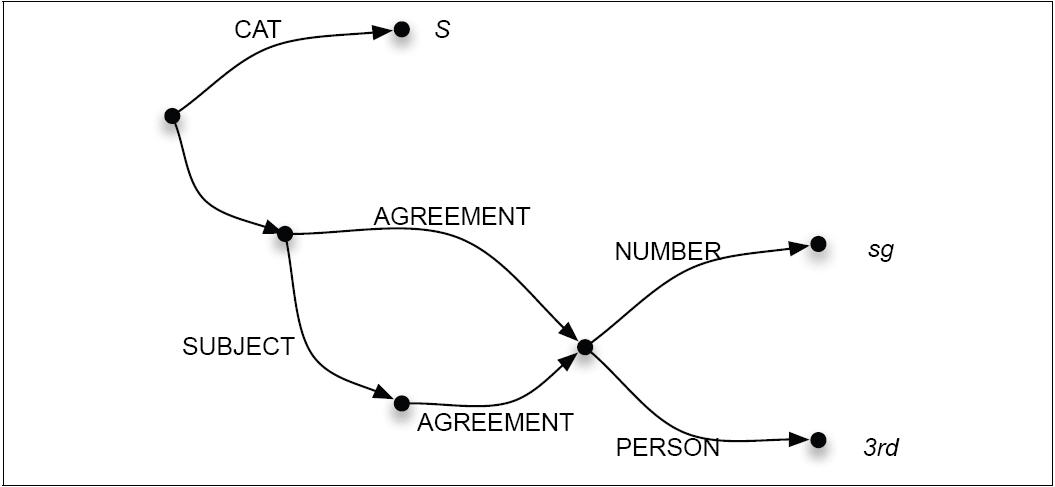 CAT
S
AGREEMENT
NUMBER
sg
SUBJECT
AGREEMENT
PERSON
3rd